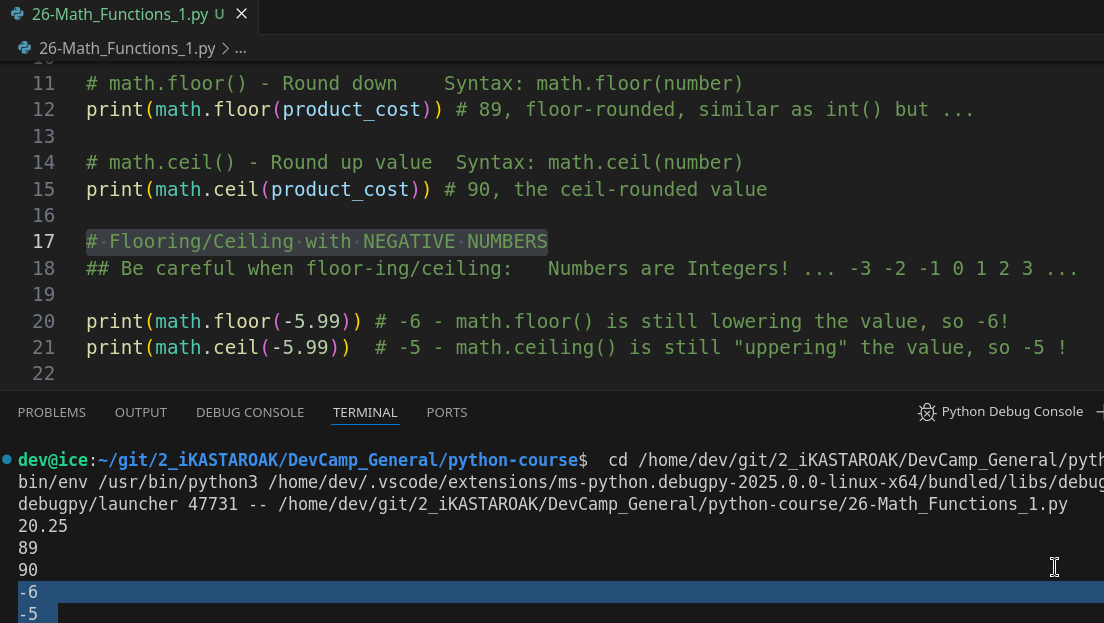 26-Math_Functions_1.py U
26-Math_Functions_1.py > ...
10
11 # math.floor() - Round down    Syntax: math.floor(number)
12 print(math.floor(product_cost)) # 89, floor-rounded, similar as int() but ...
13
14 # math.ceil() - Round up value  Syntax: math.ceil(number)
15 print(math.ceil(product_cost)) # 90, the ceil-rounded value
16
17 # Flooring/Ceiling with NEGATIVE NUMBERS
18 ## Be careful when floor-ing/ceiling:   Numbers are Integers! ... -3 -2 -1 0 1 2 3 ...
19
20 print(math.floor(-5.99)) # -6 - math.floor() is still lowering the value, so -6!
21 print(math.ceil(-5.99))  # -5 - math.ceiling() is still "uppering" the value, so -5 !
22
PROBLEMS OUTPUT DEBUG CONSOLE TERMINAL PORTS Python Debug Console
dev@ice:~/git/2_iKASTAROAK/DevCamp_General/python-course$  cd /home/dev/git/2_iKASTAROAK/DevCamp_General/pyth
bin/env /usr/bin/python3 /home/dev/.vscode/extensions/ms-python.debugpy-2025.0.0-linux-x64/bundled/libs/debug
debugpy/launcher 47731 -- /home/dev/git/2_iKASTAROAK/DevCamp_General/python-course/26-Math_Functions_1.py
20.25
89
90
-6
-5